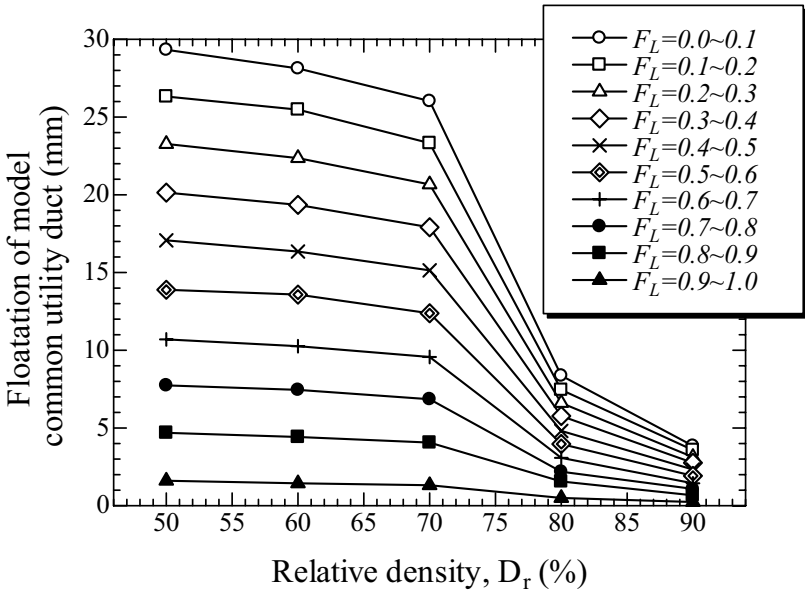 30
25
20
15
10
5
0
Floatation of model
common utility duct (mm)
50 55 60 65 70 75 80 85 90
Relative density, D_r (%)
F_L=0.0~0.1
F_L=0.1~0.2
F_L=0.2~0.3
F_L=0.3~0.4
F_L=0.4~0.5
F_L=0.5~0.6
F_L=0.6~0.7
F_L=0.7~0.8
F_L=0.8~0.9
F_L=0.9~1.0